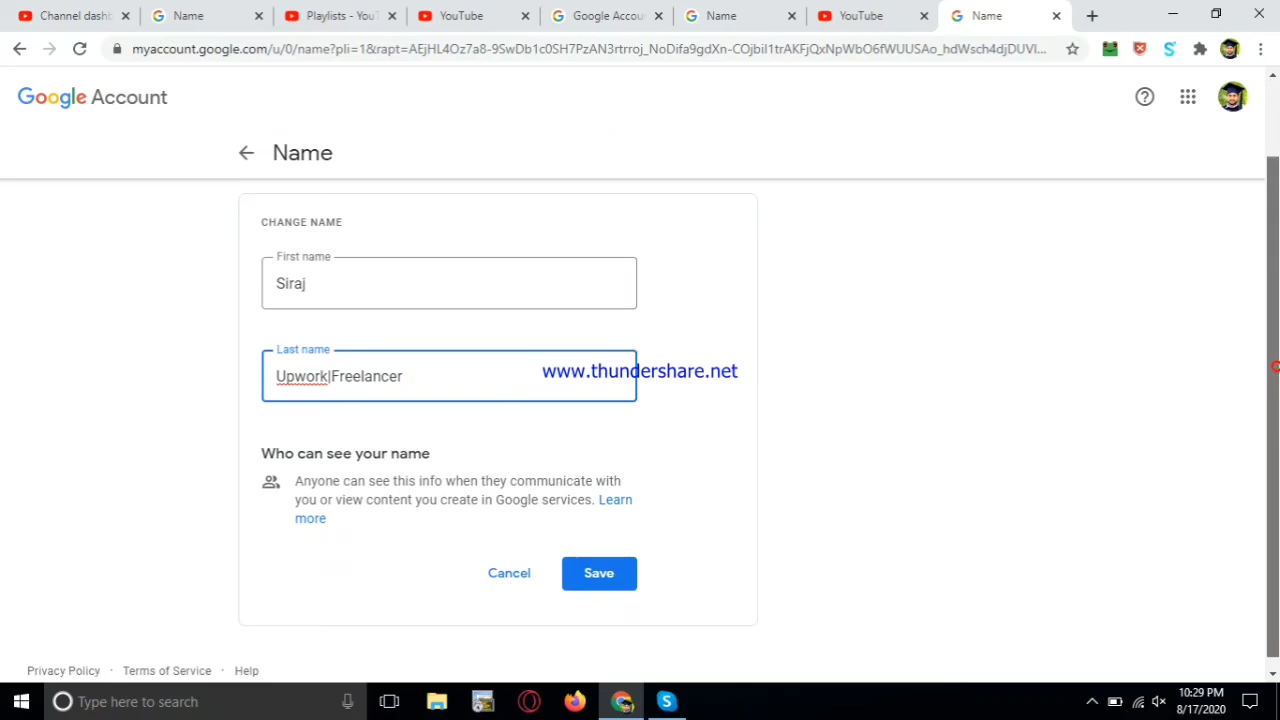 Channel dashb
Name
Playlists - YouT
YouTube
Google Accou
Name
YouTube
Name
myaccount.google.com/u/0/name?pli=1&rapt=AEjHL4Oz7a8-9SwDb1c0SH7PzAN3rtrroj_NoDifa9gdXn-COjbiI1trAKFjQxNpWbO6fWUUSAo_hdWsch4djDUVI...
Google Account
Name
CHANGE NAME
First name
Siraj
Last name
Upwork|Freelancer
www.thundershare.net
Who can see your name
Anyone can see this info when they communicate with
you or view content you create in Google services. Learn
more
Cancel
Save
Privacy Policy · Terms of Service · Help
Type here to search
10:29 PM
8/17/2020